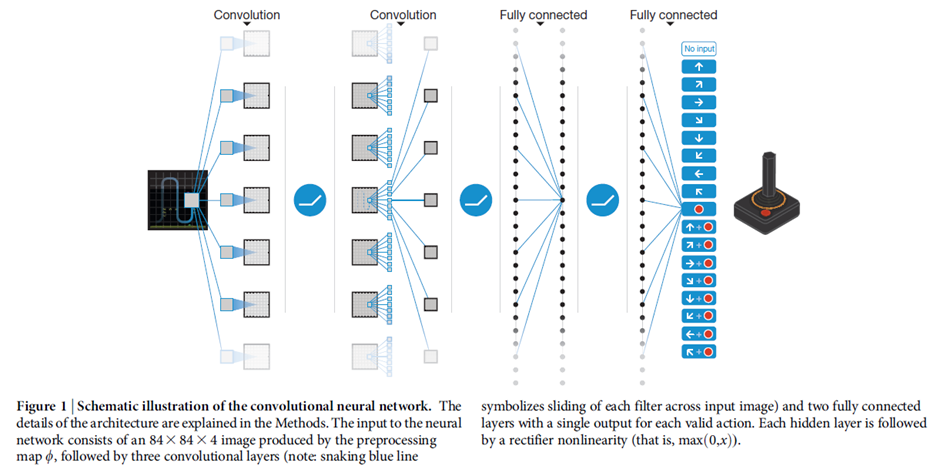 Convolution
Convolution
Fully connected
Fully connected
No input
↑
↗
→
↘
↓
↙
←
↖
↑+
↗+
→+
↘+
↓+
↙+
←+
↖+
Figure 1 | Schematic illustration of the convolutional neural network. The
details of the architecture are explained in the Methods. The input to the neural
network consists of an 84 × 84 × 4 image produced by the preprocessing
map ϕ, followed by three convolutional layers (note: snaking blue line
symbolizes sliding of each filter across input image) and two fully connected
layers with a single output for each valid action. Each hidden layer is followed
by a rectifier nonlinearity (that is, max(0,x)).